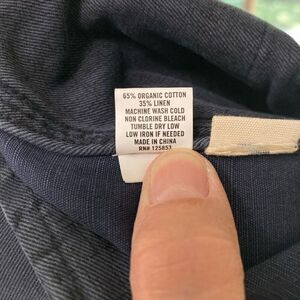 65% ORGANIC COTTON
35% LINEN
MACHINE WASH COLD
NON CLORINE BLEACH
TUMBLE DRY LOW
LOW IRON IF NEEDED
MADE IN CHINA
RN# 125853